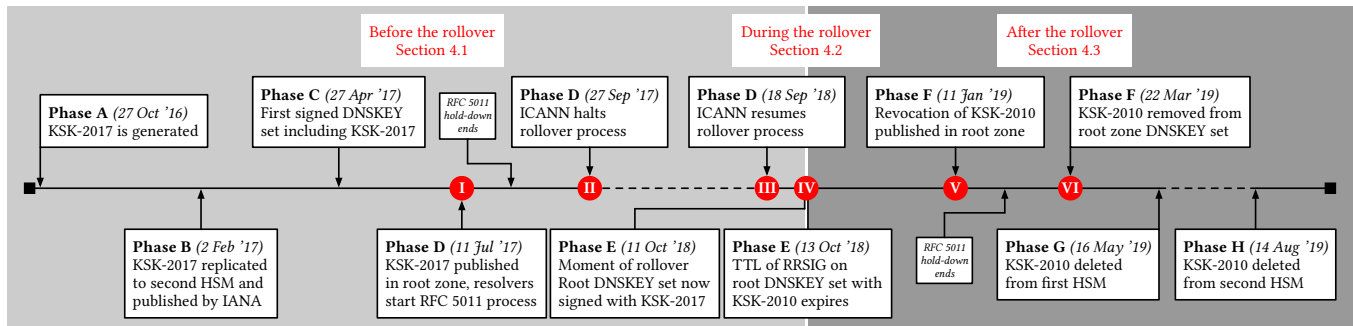 Before the rollover
Section 4.1
During the rollover
Section 4.2
After the rollover
Section 4.3
Phase A (27 Oct '16)
KSK-2017 is generated
Phase C (27 Apr '17)
First signed DNSKEY
set including KSK-2017
RFC 5011
hold-down
ends
Phase D (27 Sep '17)
ICANN halts
rollover process
Phase D (18 Sep '18)
ICANN resumes
rollover process
Phase F (11 Jan '19)
Revocation of KSK-2010
published in root zone
Phase F (22 Mar '19)
KSK-2010 removed from
root zone DNSKEY set
I
II
III
IV
V
VI
Phase B (2 Feb '17)
KSK-2017 replicated
to second HSM and
published by IANA
Phase D (11 Jul '17)
KSK-2017 published
in root zone, resolvers
start RFC 5011 process
Phase E (11 Oct '18)
Moment of rollover
Root DNSKEY set now
signed with KSK-2017
Phase E (13 Oct '18)
TTL of RRSIG on
root DNSKEY set with
KSK-2010 expires
RFC 5011
hold-down
ends
Phase G (16 May '19)
KSK-2010 deleted
from first HSM
Phase H (14 Aug '19)
KSK-2010 deleted
from second HSM